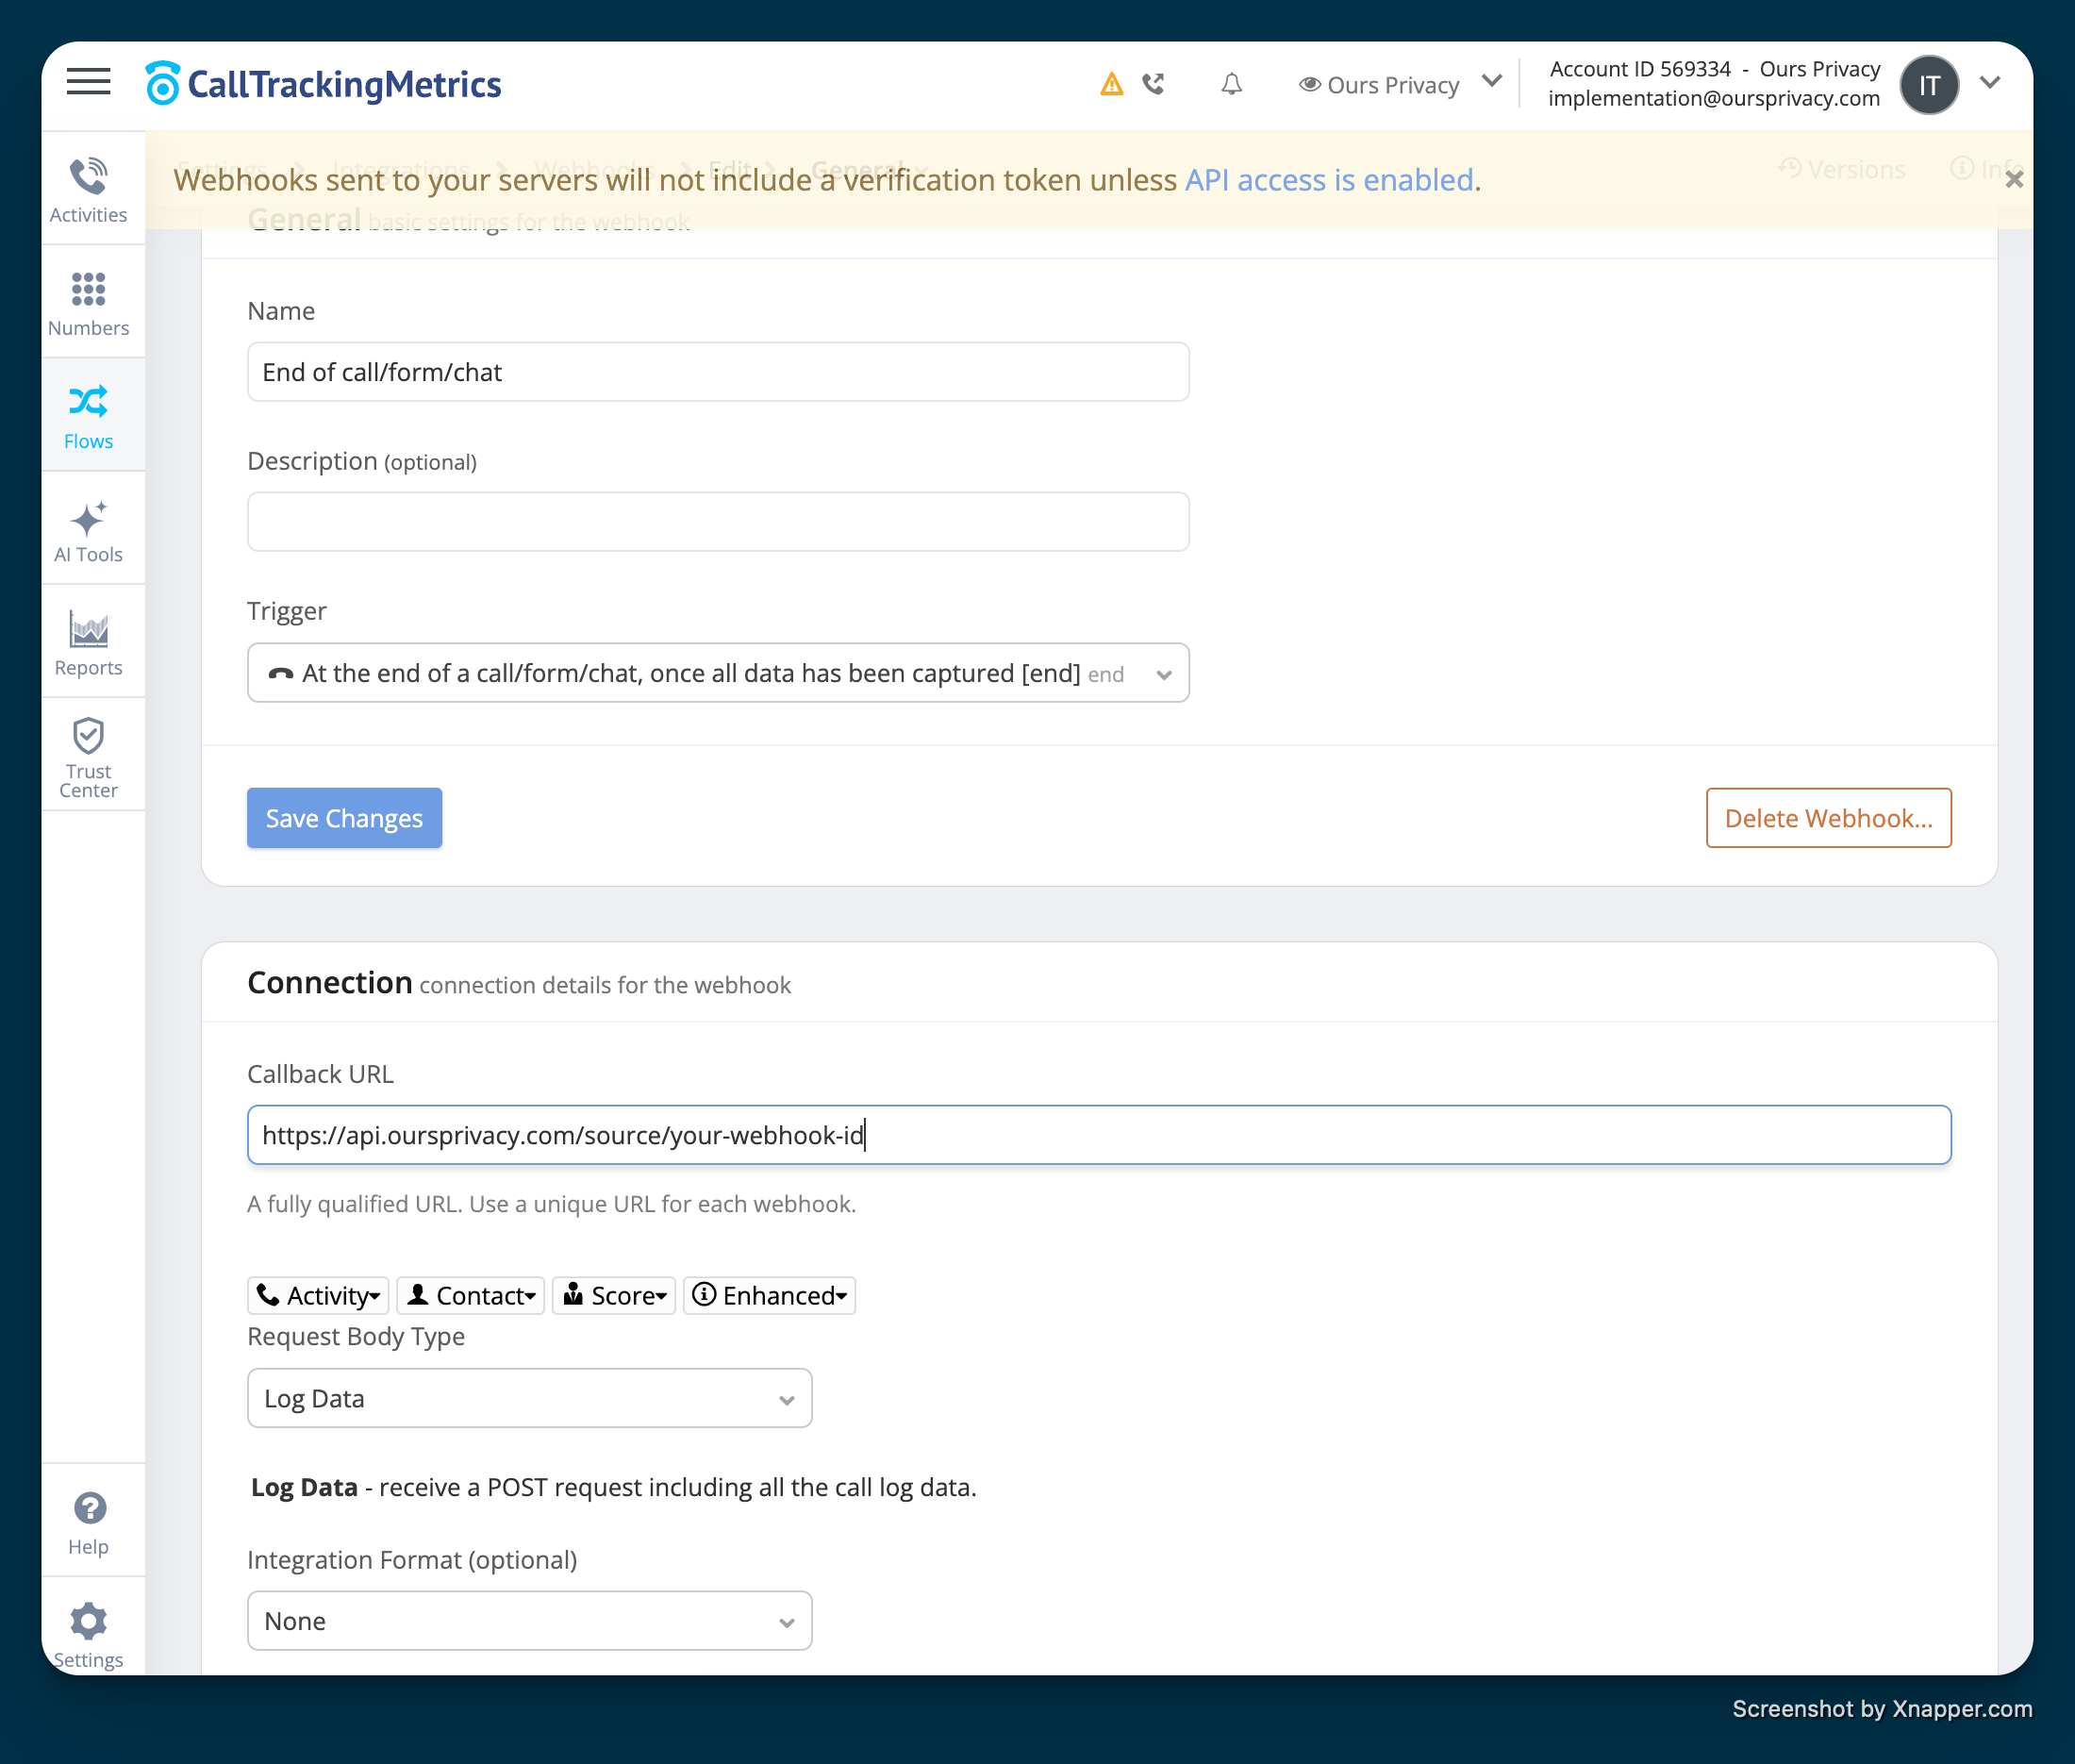 CallTrackingMetrics
Ours Privacy
Account ID 569334 - Ours Privacy
implementation@oursprivacy.com
IT
Settings > Integrations > Webhooks > Edit > General
Versions
Info
Webhooks sent to your servers will not include a verification token unless API access is enabled.
General basic settings for the webhook
Activities
Numbers
Flows
AI Tools
Reports
Trust
Center
Help
Settings
Name
End of call/form/chat
Description (optional)
Trigger
At the end of a call/form/chat, once all data has been captured [end] end
Save Changes
Delete Webhook...
Connection connection details for the webhook
Callback URL
https://api.oursprivacy.com/source/your-webhook-id
A fully qualified URL. Use a unique URL for each webhook.
Activity Contact Score Enhanced
Request Body Type
Log Data
Log Data - receive a POST request including all the call log data.
Integration Format (optional)
None
Screenshot by Xnapper.com